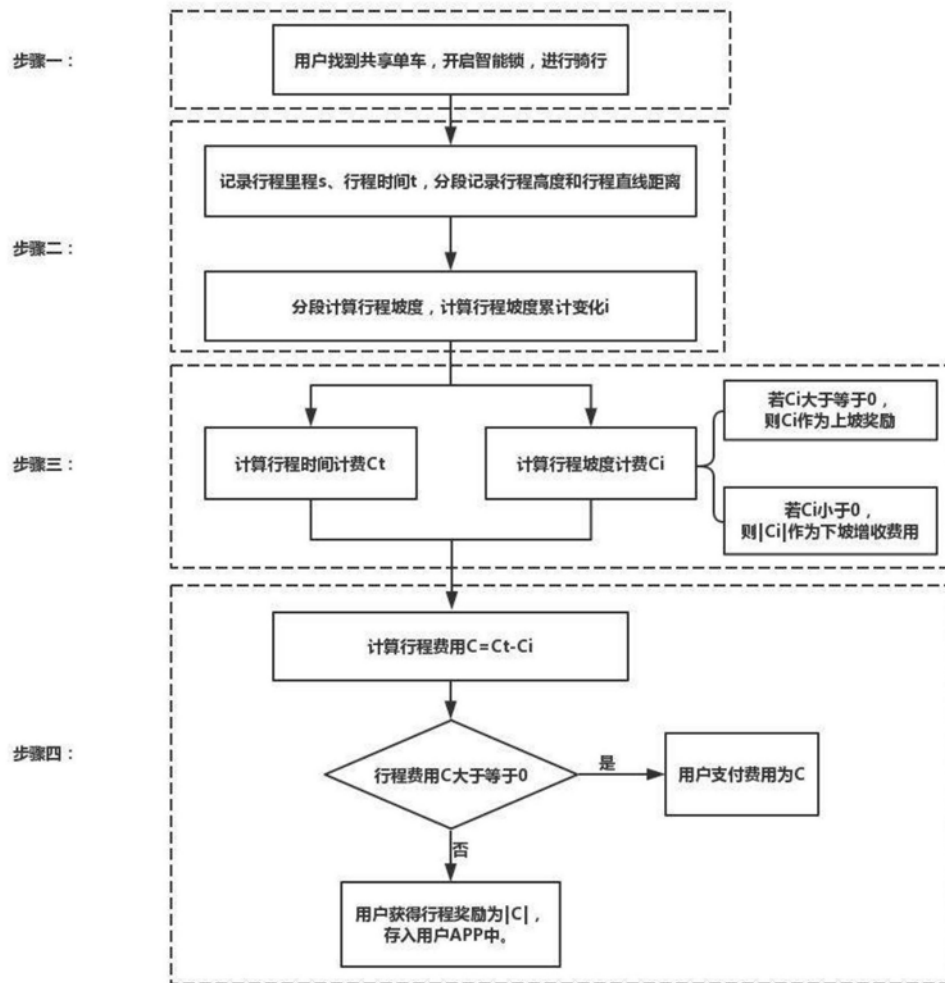 步骤一：
用户找到共享单车，开启智能锁，进行骑行
记录行程里程s、行程时间t，分段记录行程高度和行程直线距离
步骤二：
分段计算行程坡度，计算行程坡度累计变化i
步骤三：
计算行程时间计费Ct
计算行程坡度计费Ci
若Ci大于等于0，
则Ci作为上坡奖励
若Ci小于0，
则|Ci|作为下坡增收费用
步骤四：
计算行程费用C=Ct-Ci
行程费用C大于等于0
是
用户支付费用为C
否
用户获得行程奖励为|C|，
存入用户APP中。